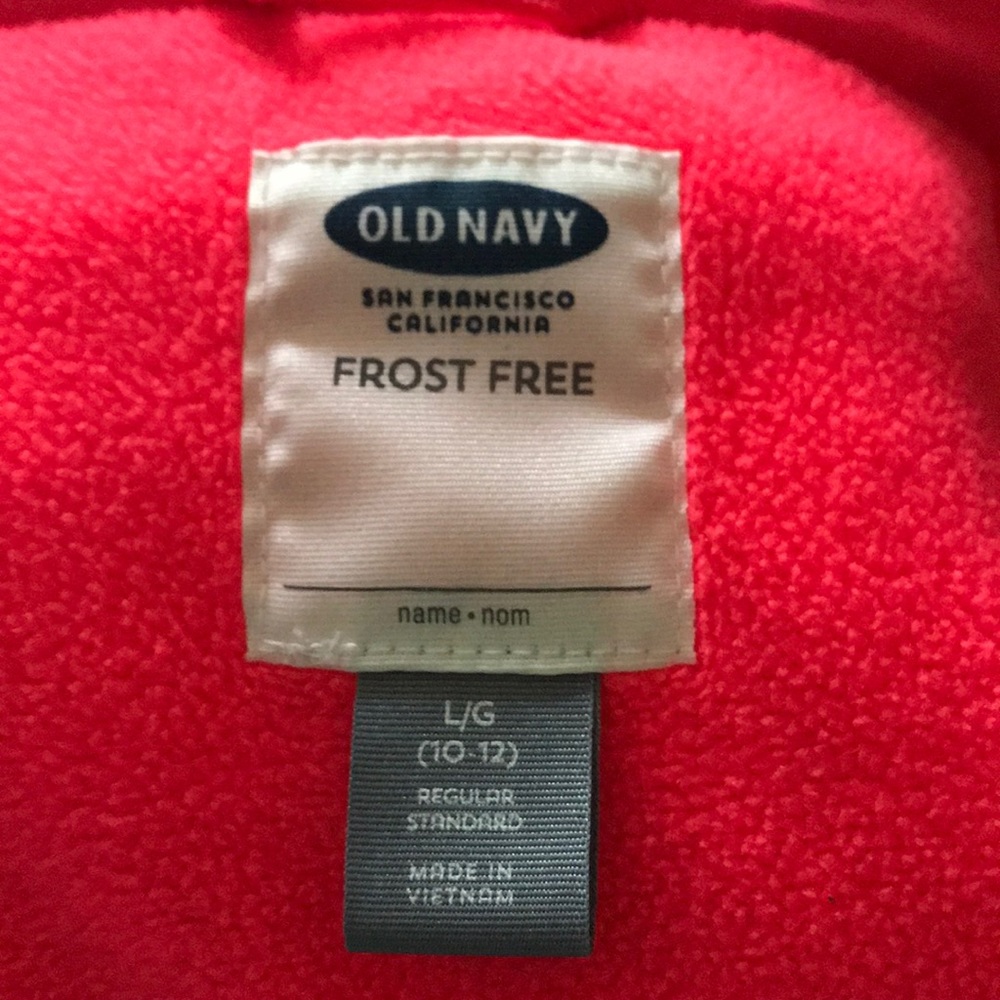 OLD NAVY
SAN FRANCISCO
CALIFORNIA
FROST FREE
name • nom
L/G
(10-12)
REGULAR
STANDARD
MADE IN
VIETNAM